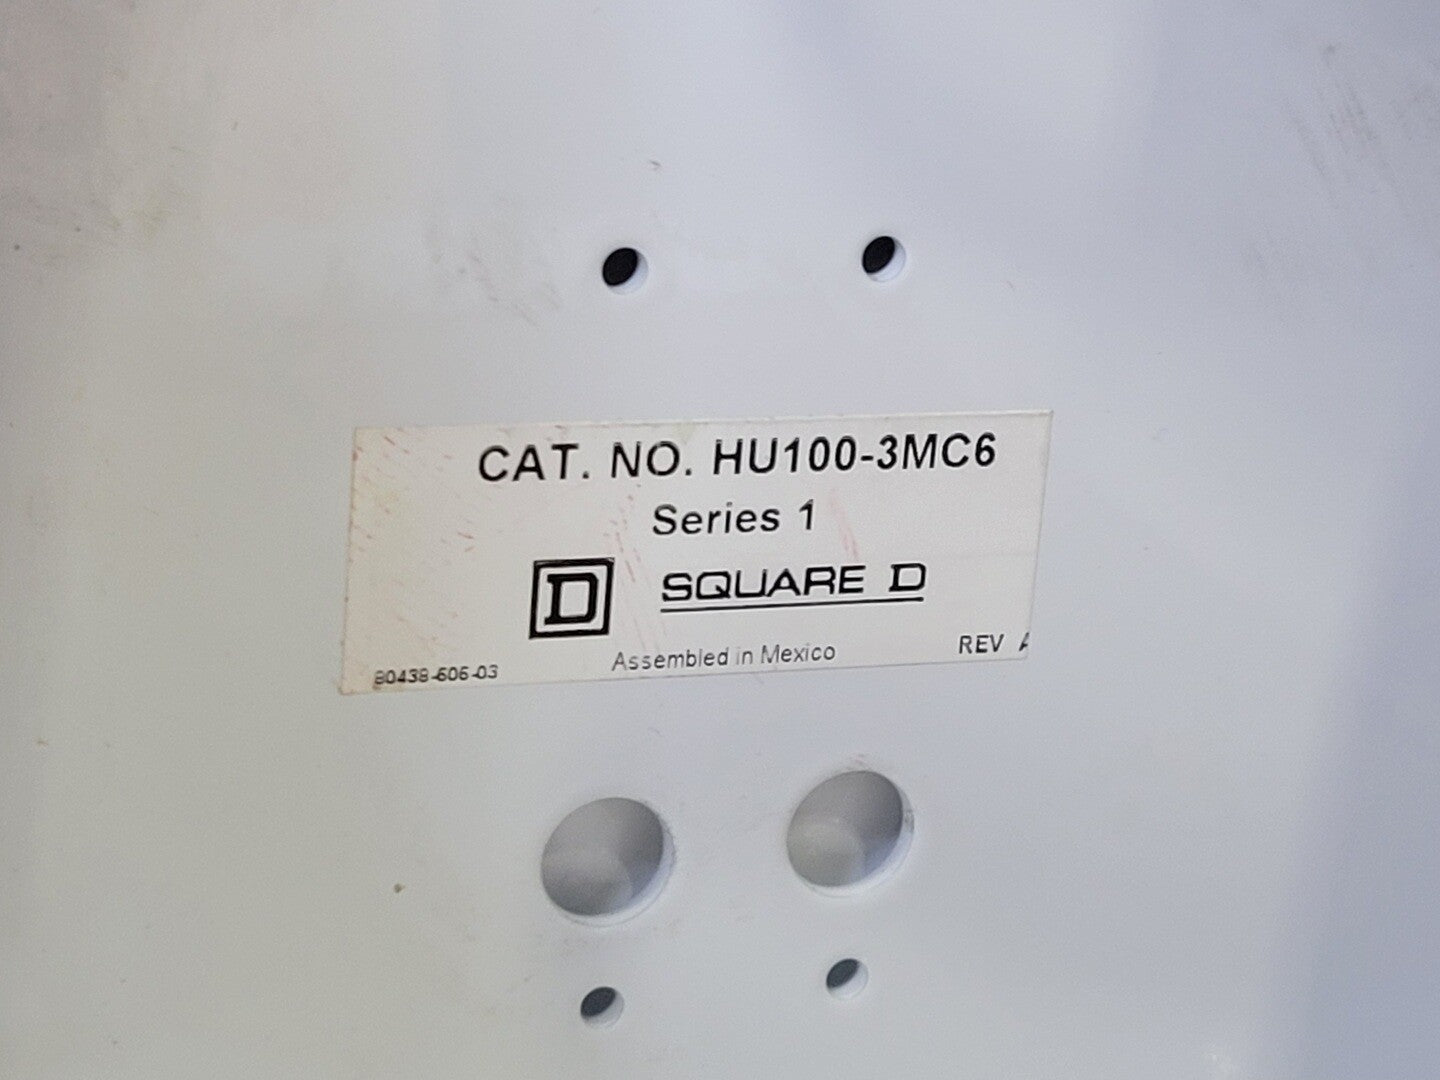 CAT. NO. HU100-3MC6
Series 1
D SQUARE D
80438-606-03 Assembled in Mexico REV A